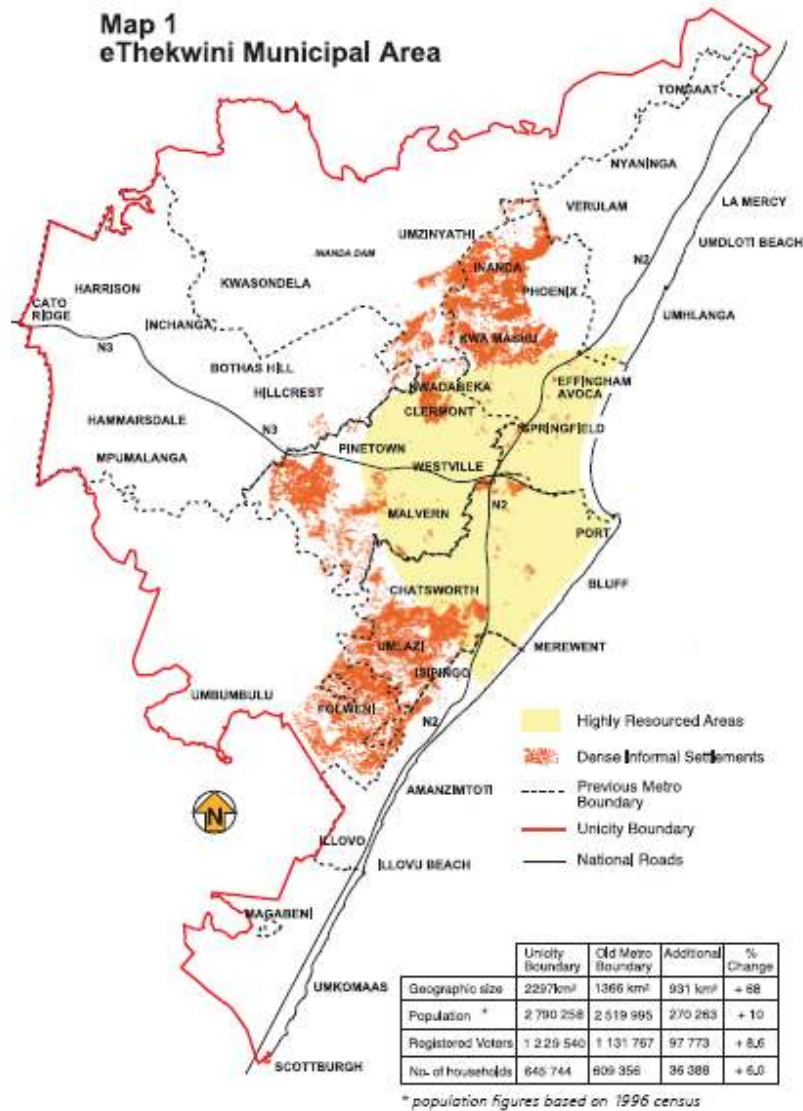 Map 1
eThekwini Municipal Area
TONGAAT
NYANINGA
VERULAM
LA MERCY
UMZINYATHI
UMDLOTI BEACH
INANDA DAM
N2
INANDA
KWASONDELA
HARRISON
PHOENIX
CATO
RIDGE
UMHLANGA
INCHANGA
KWA MASHU
N3
BOTHAS HILL
EFFINGHAM
AVOCA
KWADABEKA
HILLCREST
CLERMONT
HAMMARSDALE
SPRINGFIELD
N3
PINETOWN
MPUMALANGA
WESTVILLE
N2
MALVERN
PORT
BLUFF
CHATSWORTH
UMLAZI
MEREWENT
ISIPINGO
UMBUMBULU
FOLWENI
N2
Highly Resourced Areas
Dense Informal Settlements
AMANZIMTOTI
Previous Metro
Boundary
N
Unicity Boundary
ILLOVO
ILLOVU BEACH
National Roads
MAGABENI
UMKOMAAS
SCOTTBURGH
Unicity Boundary Old Metro Boundary Additional % Change
Geographic size 2297km² 1366 km² 931 km² + 68
Population * 2 790 258 2 519 995 270 263 + 10
Registered Voters 1 229 540 1 131 767 97 773 + 8.6
No. of households 645 744 609 356 36 388 + 6.0
* population figures based on 1996 census